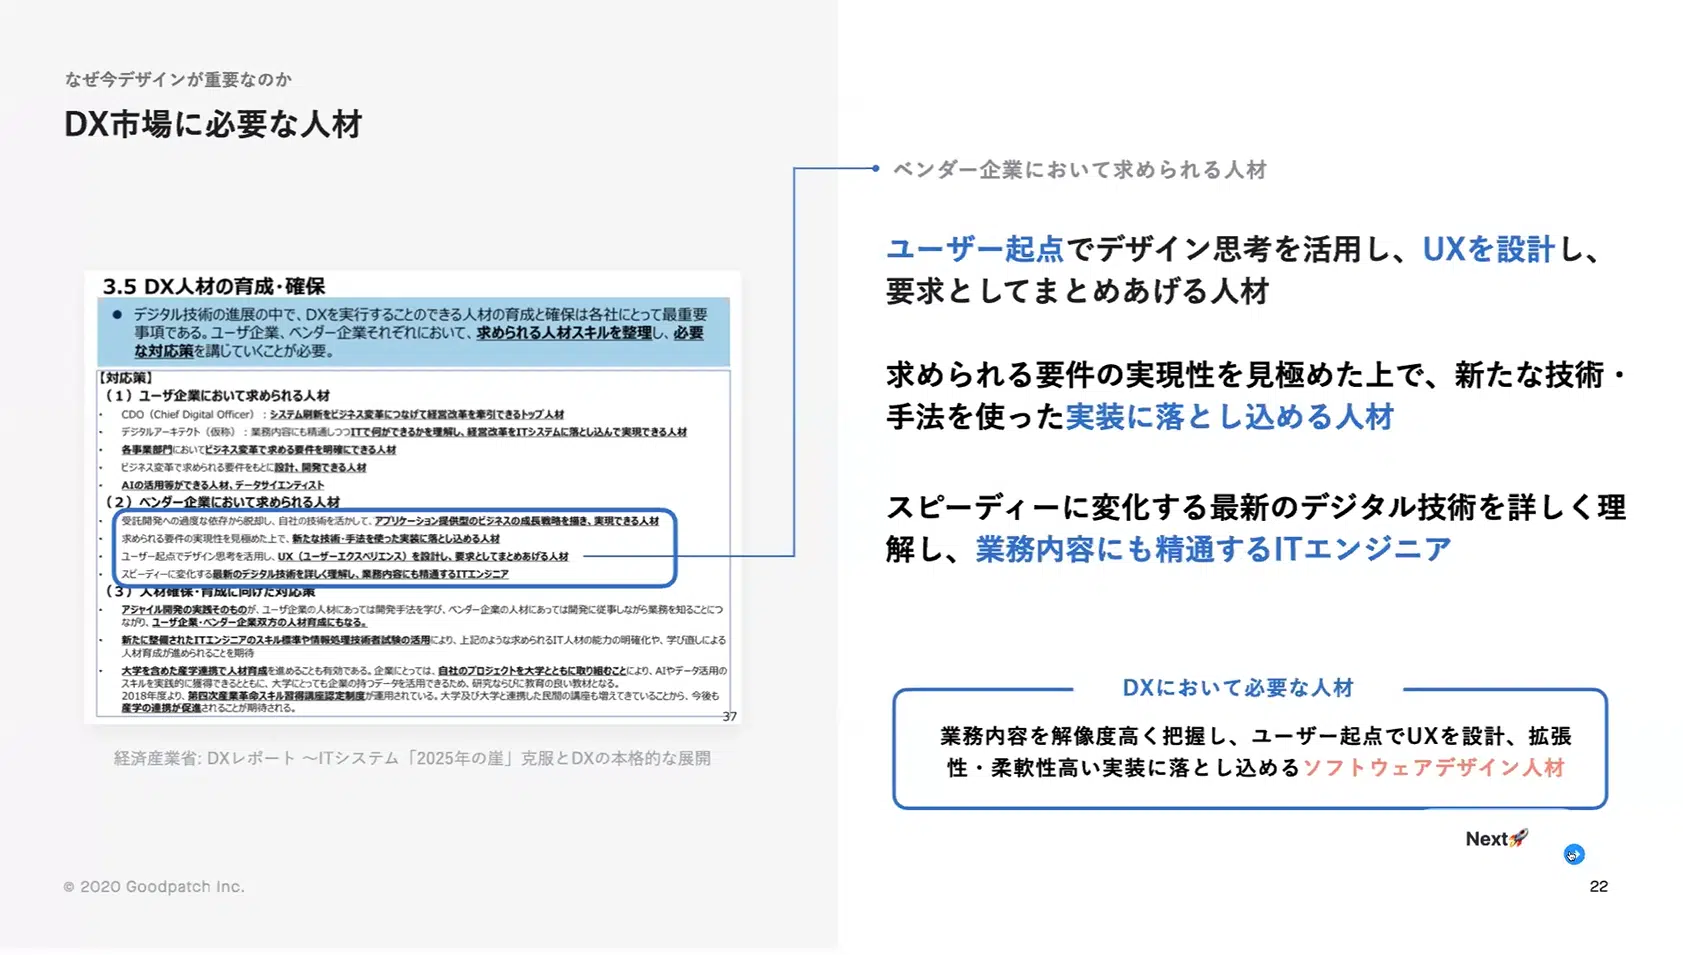 なぜ今デザインが重要なのか
DX市場に必要な人材
3.5 DX人材の育成・確保
● デジタル技術の進展の中で、DXを実行することのできる人材の育成と確保は各社にとって最重要
事項である。ユーザ企業、ベンダー企業それぞれにおいて、求められる人材スキルを整理し、必要
な対応策を講じていくことが必要。
【対応策】
（１）ユーザ企業において求められる人材
・ CDO（Chief Digital Officer）：システム刷新をビジネス変革につなげて経営改革を牽引できるトップ人材
・ デジタルアーキテクト（仮称）：業務内容にも精通しつつITで何ができるかを理解し、経営改革をITシステムに落とし込んで実現できる人材
・ 各事業部門においてビジネス変革で求める要件を明確にできる人材
・ ビジネス変革で求められる要件をもとに設計、開発できる人材
・ AIの活用等ができる人材、データサイエンティスト
（２）ベンダー企業において求められる人材
・ 受託開発への過度な依存から脱却し、自社の技術を活かして、アプリケーション提供型のビジネスの成長戦略を描き、実現できる人材
・ 求められる要件の実現性を見極めた上で、新たな技術・手法を使った実装に落とし込める人材
・ ユーザー起点でデザイン思考を活用し、UX（ユーザーエクスペリエンス）を設計し、要求としてまとめあげる人材
・ スピーディーに変化する最新のデジタル技術を詳しく理解し、業務内容にも精通するITエンジニア
（３）人材確保・育成に向けた対応策
・ アジャイル開発の実践そのものが、ユーザ企業の人材にあっては開発手法を学び、ベンダー企業の人材にあっては開発に従事しながら業務を知ることにつ
ながり、ユーザ企業・ベンダー企業双方の人材育成にもなる。
・ 新たに整備されたITエンジニアのスキル標準や情報処理技術者試験の活用により、上記のような求められるIT人材の能力の明確化や、学び直しによる
人材育成が進められることを期待
・ 大学を含めた産学連携で人材育成を進めることも有効である。企業にとっては、自社のプロジェクトを大学とともに取り組むことにより、AIやデータ活用の
スキルを実践的に獲得できるとともに、大学にとっても企業の持つデータを活用できるため、研究ならびに教育の良い教材となる。
2018年度より、第四次産業革命スキル習得講座認定制度が運用されている。大学及び大学と連携した民間の講座も増えてきていることから、今後も
産学の連携が促進されることが期待される。
37
経済産業省: DXレポート ～ITシステム「2025年の崖」克服とDXの本格的な展開
© 2020 Goodpatch Inc.
ベンダー企業において求められる人材
ユーザー起点でデザイン思考を活用し、UXを設計し、
要求としてまとめあげる人材
求められる要件の実現性を見極めた上で、新たな技術・
手法を使った実装に落とし込める人材
スピーディーに変化する最新のデジタル技術を詳しく理
解し、業務内容にも精通するITエンジニア
DXにおいて必要な人材
業務内容を解像度高く把握し、ユーザー起点でUXを設計、拡張
性・柔軟性高い実装に落とし込めるソフトウェアデザイン人材
Next🚀
22